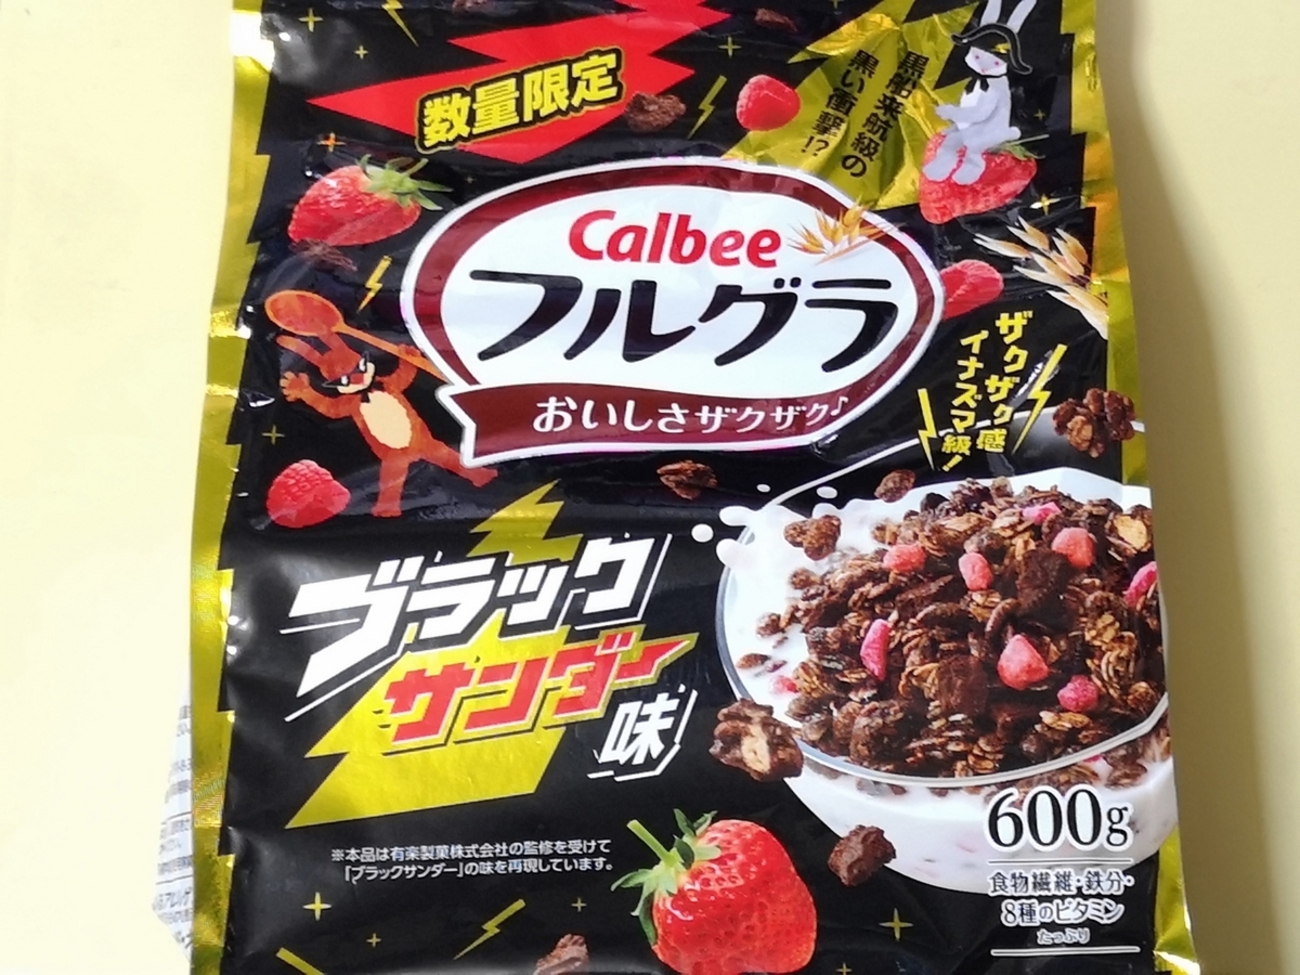 数量限定
黒船来航級の
黒い衝撃!?
Calbee
フルグラ
おいしさザクザク♪
ザクザク感
イナズマ級!
ブラック
サンダー
味
※本品は有楽製菓株式会社の監修を受けて
「ブラックサンダー」の味を再現しています。
600g
食物繊維・鉄分・
8種のビタミン
たっぷり